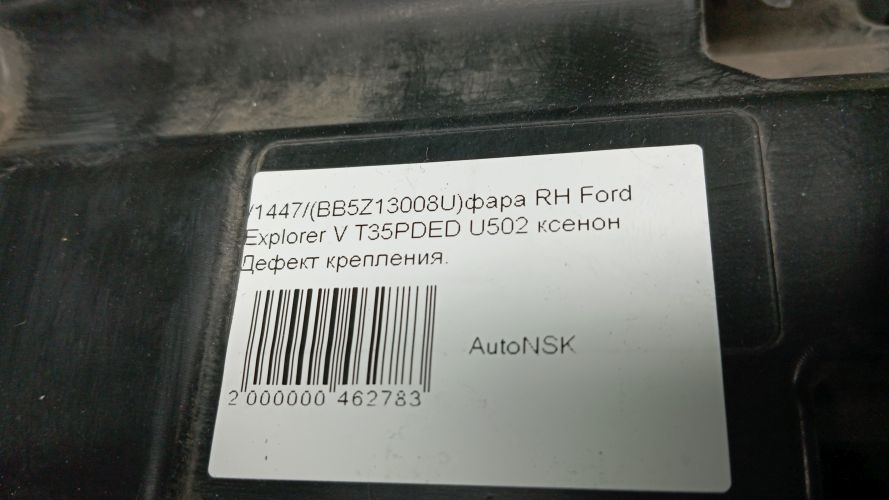 /1447/(BB5Z13008U)фара RH Ford
Explorer V T35PDED U502 ксенон
Дефект крепления.
AutoNSK
2 000000 462783